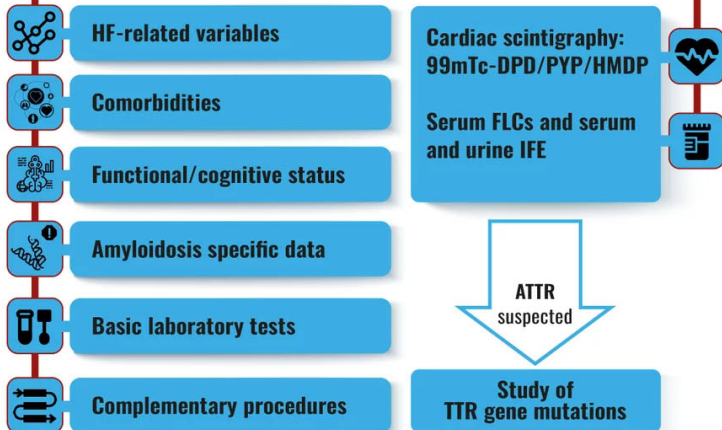 HF-related variables
Comorbidities
Functional/cognitive status
Amyloidosis specific data
Basic laboratory tests
Complementary procedures
Cardiac scintigraphy:
99mTc-DPD/PYP/HMDP
Serum FLCs and serum
and urine IFE
ATTR
suspected
Study of
TTR gene mutations